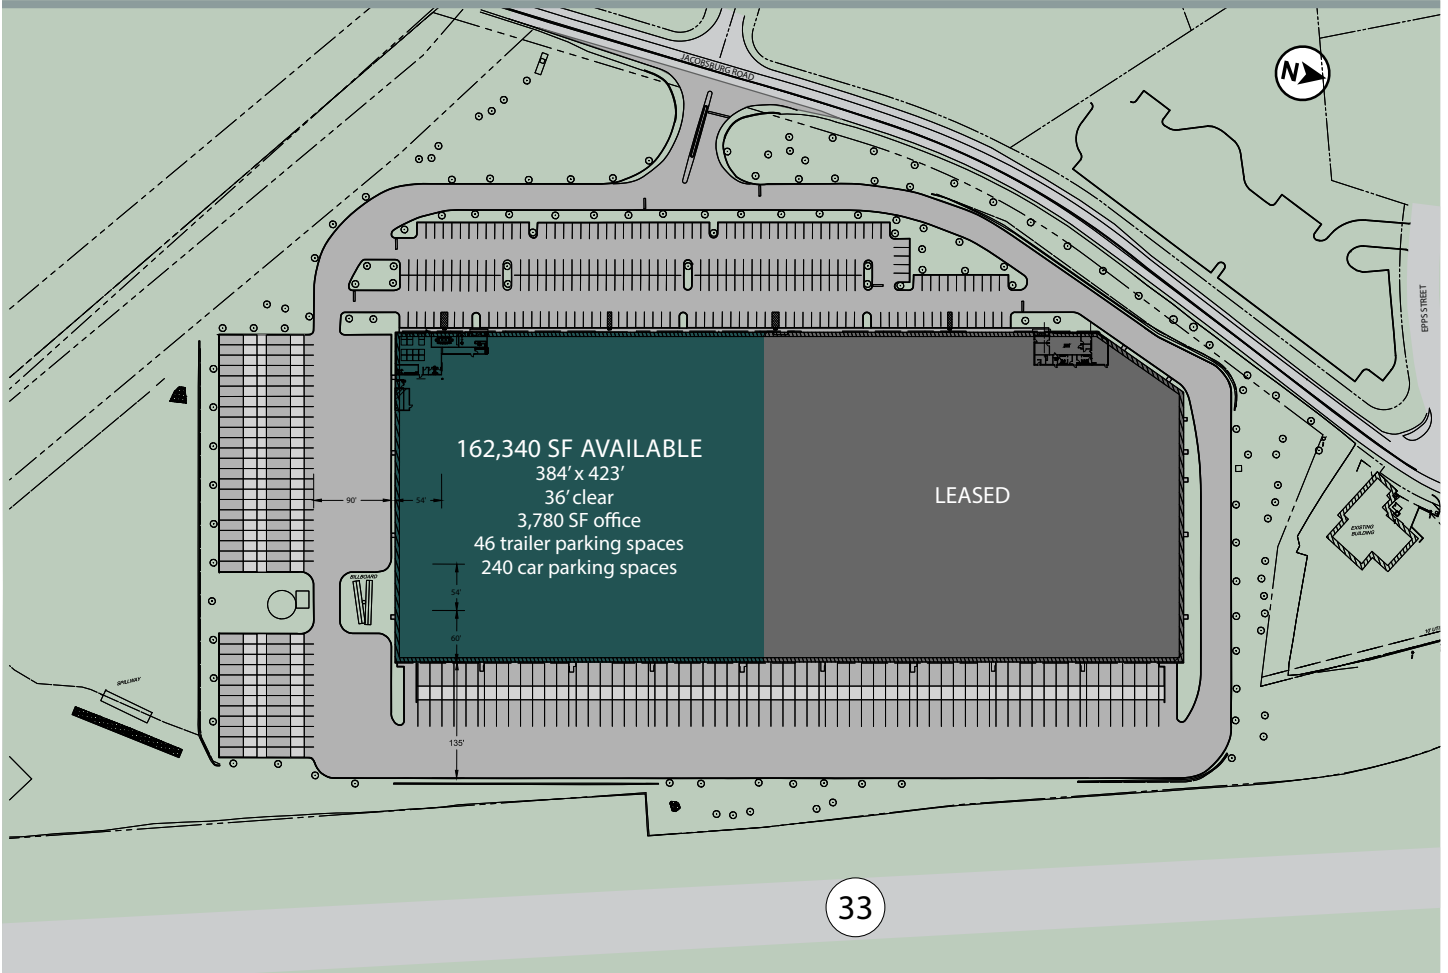 JACOBSBURG ROAD
N
EPPS STREET
162,340 SF AVAILABLE
384’ x 423’
36’ clear
3,780 SF office
46 trailer parking spaces
240 car parking spaces
LEASED
90'
54'
EXISTING
BUILDING
BILLBOARD
54'
60'
SPILLWAY
135'
33